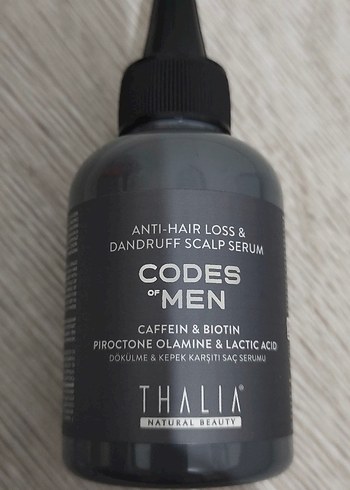 ANTI-HAIR LOSS &
DANDRUFF SCALP SERUM
CODES
OF MEN
CAFFEIN & BIOTIN
PIROCTONE OLAMINE & LACTIC ACID
DÖKÜLME & KEPEK KARŞITI SAÇ SERUMU
THALIA®
NATURAL BEAUTY